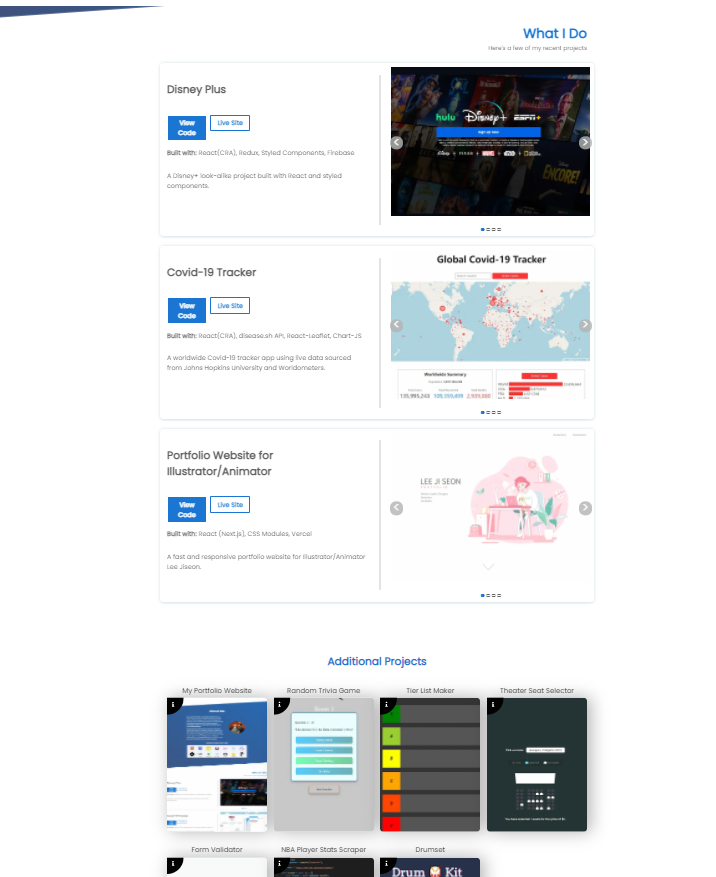 What I Do
Here's a few of my recent projects
Disney Plus
View
Code
Live Site
Built with: React(CRA), Redux, Styled Components, Firebase
A Disney+ look-alike project built with React and styled
components.
hulu Disney+ ESPN+
Covid-19 Tracker
View
Code
Live Site
Built with: React(CRA), disease.sh API, React-Leaflet, Chart-JS
A worldwide Covid-19 tracker app using live data sourced
from Johns Hopkins University and Worldometers.
Global Covid-19 Tracker
Worldwide Summary
Portfolio Website for
Illustrator/Animator
View
Code
Live Site
Built with: React (Next.js), CSS Modules, Vercel
A fast and responsive portfolio website for Illustrator/Animator
Lee Jiseon.
LEE JI SEON
Additional Projects
My Portfolio Website
Random Trivia Game
Tier List Maker
Theater Seat Selector
Form Validator
NBA Player Stats Scraper
Drumset
Drum Kit